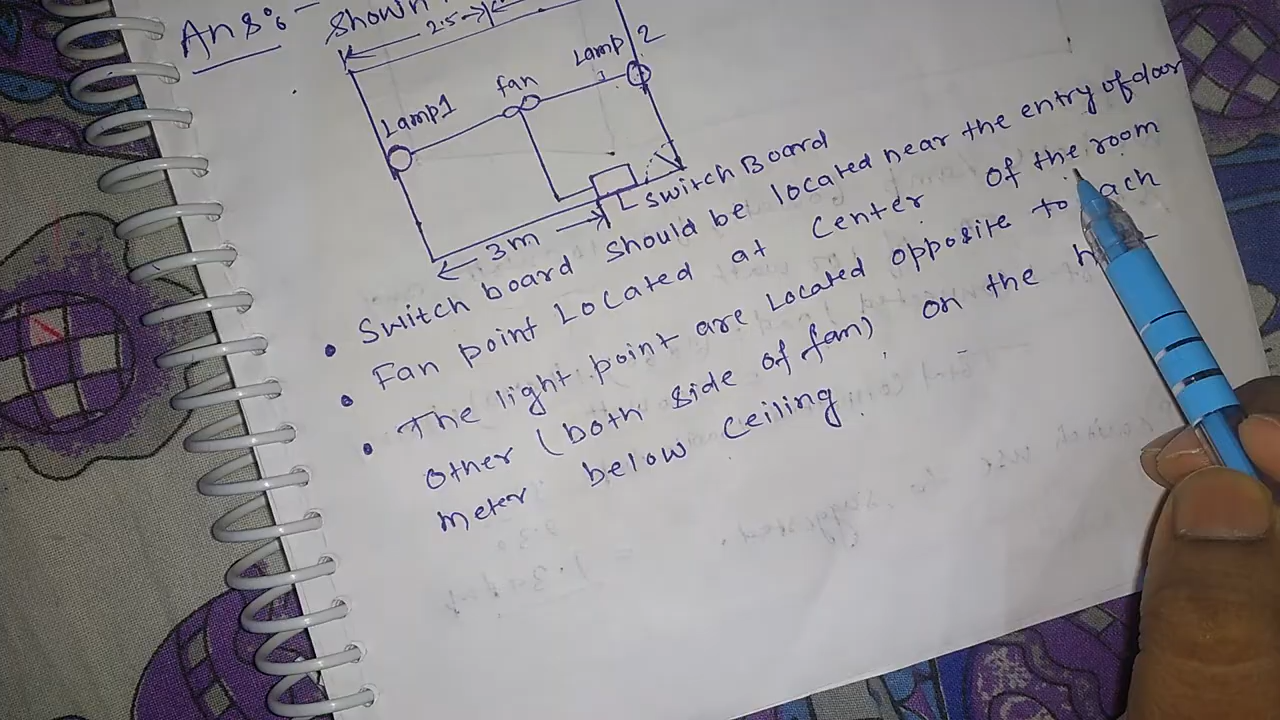 Ans:- Shown
2.5
Lamp 2
fan
Lamp1
Switch Board
3m
• Switch board should be located near the entry of door
• Fan point Located at center of the room
• The light point are Located opposite to each
other (both side of fan) on the
meter below ceiling.